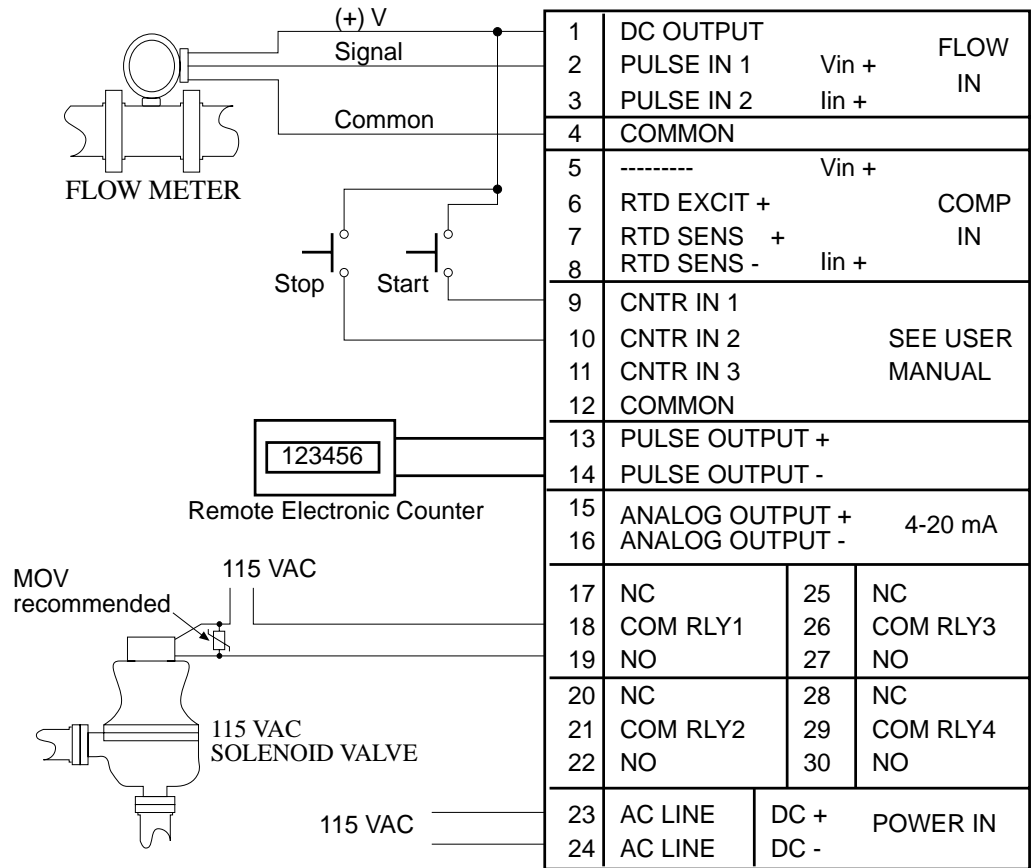 (+) V
Signal
Common
FLOW METER
Stop Start
123456
Remote Electronic Counter
115 VAC
MOV
recommended
115 VAC
SOLENOID VALVE
115 VAC
1 DC OUTPUT
2 PULSE IN 1 Vin +
3 PULSE IN 2 Iin +
FLOW
IN
4 COMMON
5 --------- Vin +
6 RTD EXCIT +
7 RTD SENS +
8 RTD SENS - Iin +
COMP
IN
9 CNTR IN 1
10 CNTR IN 2
11 CNTR IN 3
12 COMMON
SEE USER
MANUAL
13 PULSE OUTPUT +
14 PULSE OUTPUT -
15 ANALOG OUTPUT +
16 ANALOG OUTPUT -
4-20 mA
17 NC 25 NC
18 COM RLY1 26 COM RLY3
19 NO 27 NO
20 NC 28 NC
21 COM RLY2 29 COM RLY4
22 NO 30 NO
23 AC LINE DC +
24 AC LINE DC -
POWER IN